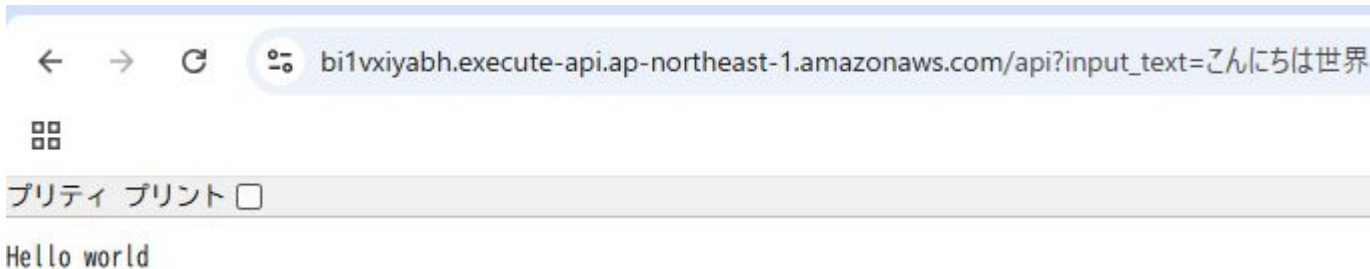 bi1vxiyabh.execute-api.ap-northeast-1.amazonaws.com/api?input_text=こんにちは世界
プリティ プリント
Hello world